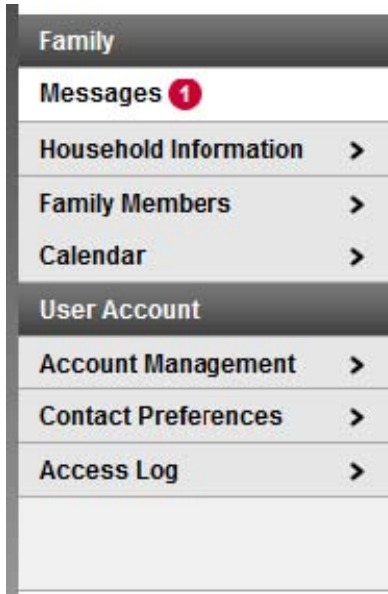 Family
Messages 1
Household Information >
Family Members >
Calendar >
User Account
Account Management >
Contact Preferences >
Access Log >